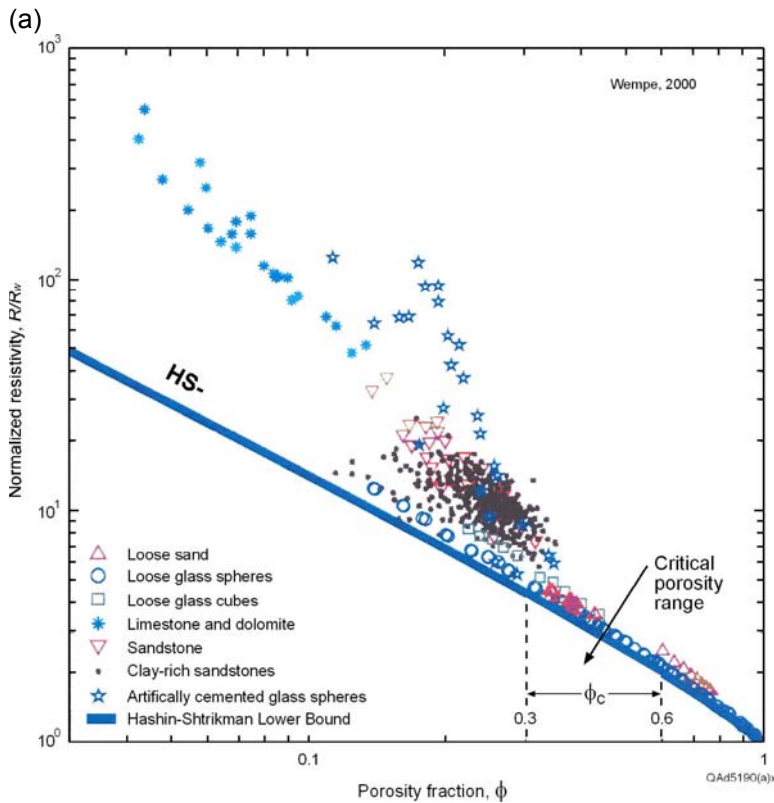 (a)
10³
Wempe, 2000
10²
Normalized resistivity, R/Rw
HS-
10¹
Loose sand
Loose glass spheres
Loose glass cubes
Limestone and dolomite
Sandstone
Clay-rich sandstones
Artifically cemented glass spheres
Hashin-Shtrikman Lower Bound
Critical
porosity
range
ϕc
0.3
0.6
10⁰
0.1
1
Porosity fraction, ϕ
QAd5190(a)x